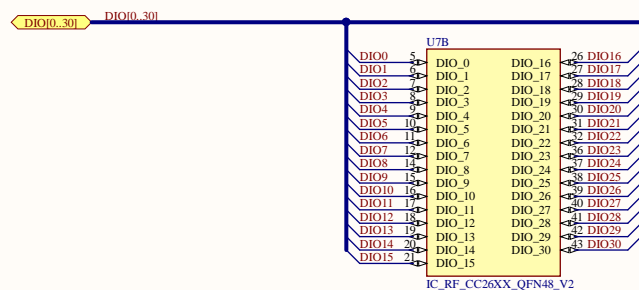 DIO[0..30] DIO[0..30]
U7B
DIO0 5 DIO_0 DIO_16 26 DIO16
DIO1 6 DIO_1 DIO_17 27 DIO17
DIO2 7 DIO_2 DIO_18 28 DIO18
DIO3 8 DIO_3 DIO_19 29 DIO19
DIO4 9 DIO_4 DIO_20 30 DIO20
DIO5 10 DIO_5 DIO_21 31 DIO21
DIO6 11 DIO_6 DIO_22 32 DIO22
DIO7 12 DIO_7 DIO_23 36 DIO23
DIO8 14 DIO_8 DIO_24 37 DIO24
DIO9 15 DIO_9 DIO_25 38 DIO25
DIO10 16 DIO_10 DIO_26 39 DIO26
DIO11 17 DIO_11 DIO_27 40 DIO27
DIO12 18 DIO_12 DIO_28 41 DIO28
DIO13 19 DIO_13 DIO_29 42 DIO29
DIO14 20 DIO_14 DIO_30 43 DIO30
DIO15 21 DIO_15
IC_RF_CC26XX_QFN48_V2